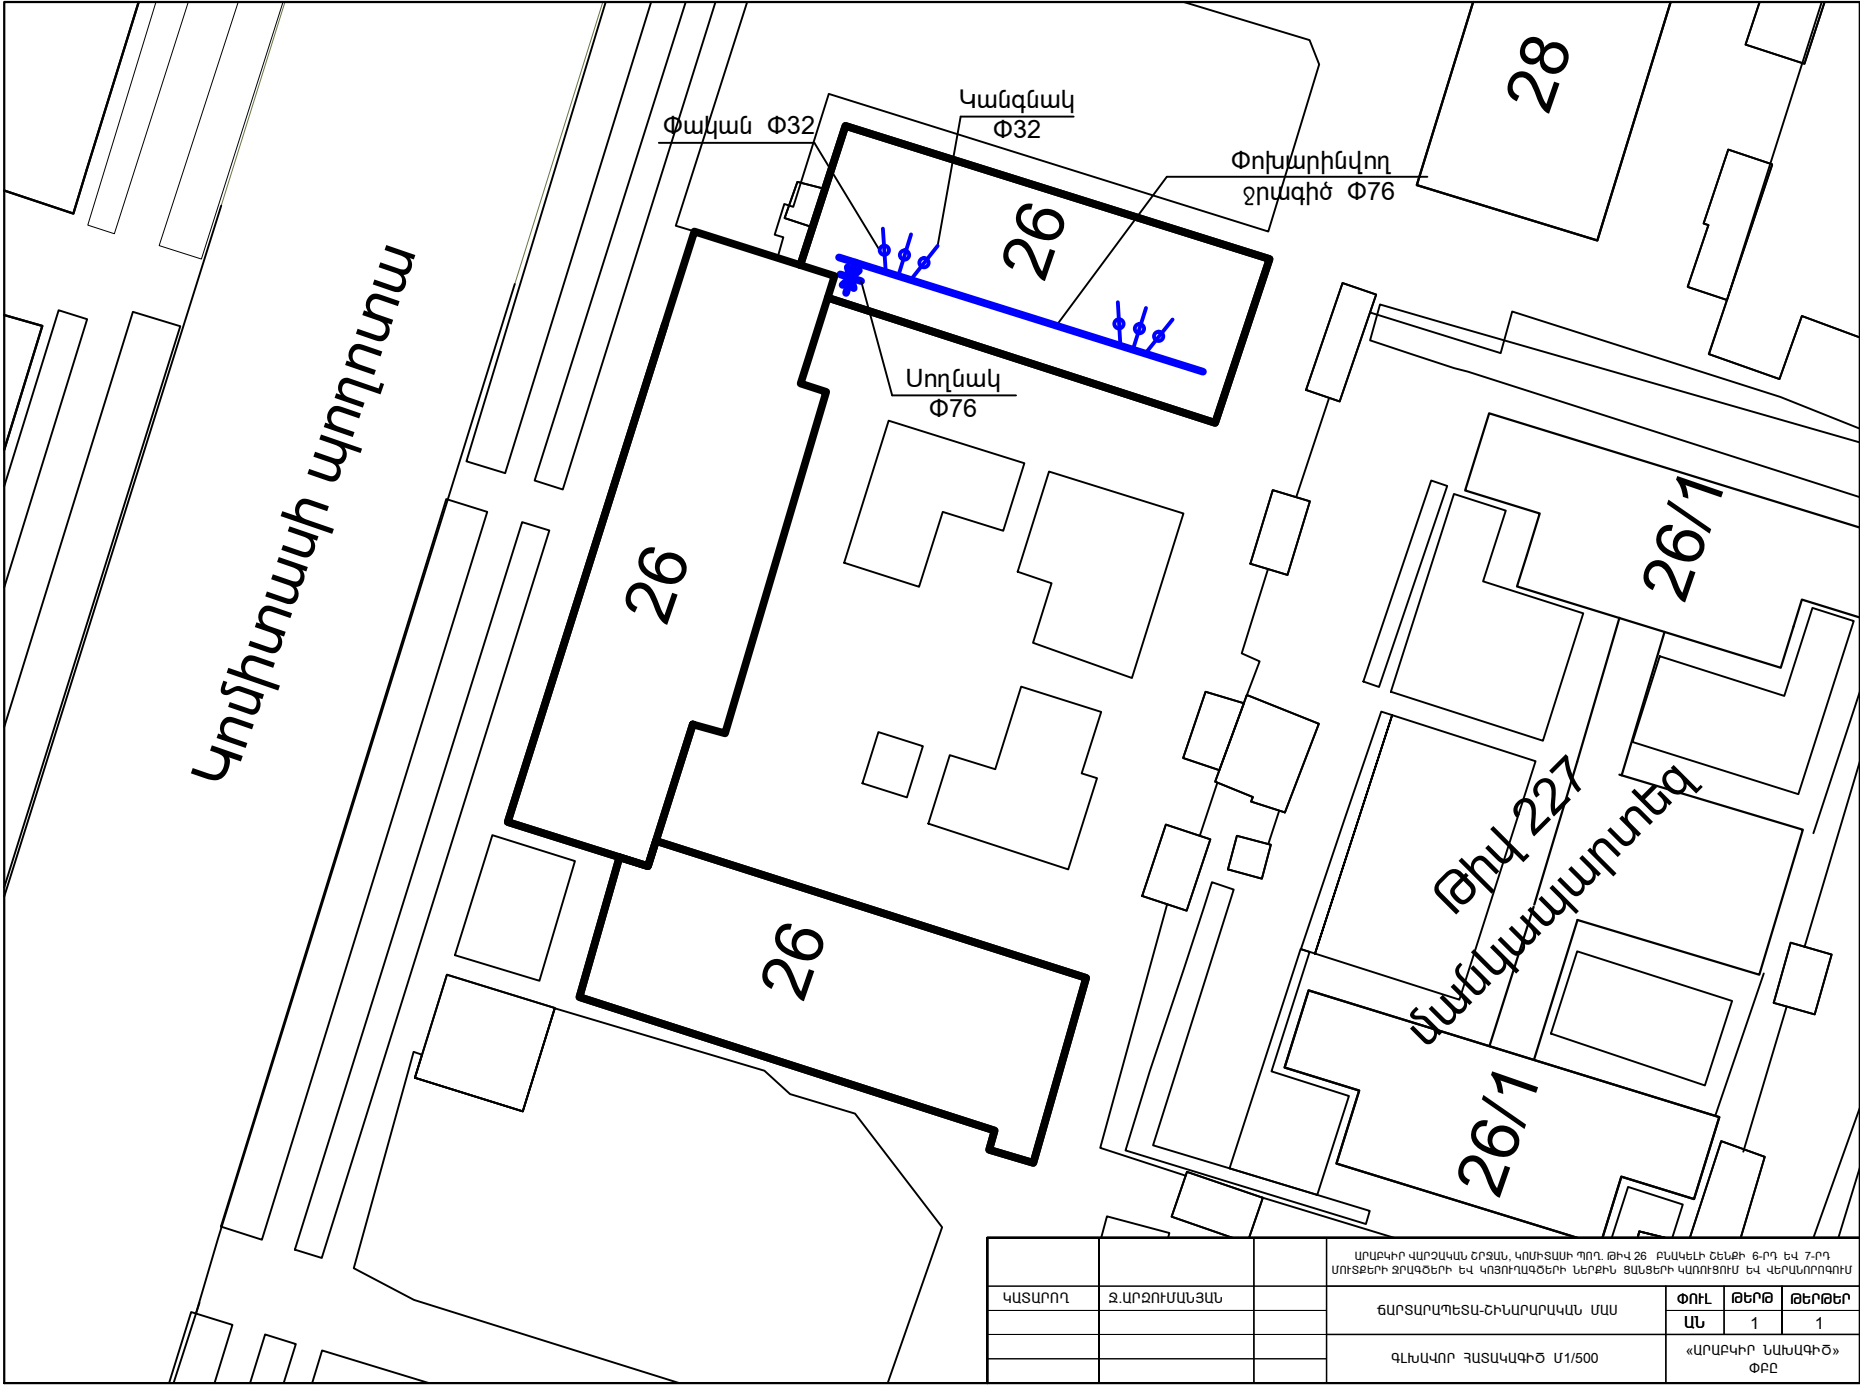 28
Կանգնակ
Փ32
Փական Փ32
Փոխարինվող
ջրագիծ Փ76
26
Սողնակ
Փ76
Կոմիտասի պողոտա
26
26/1
Թիվ 227
մանկապարտեզ
26
26/1
ԱՐԱԲԿԻՐ ՎԱՐՉԱԿԱՆ ՇՐՋԱՆ, ԿՈՄԻՏԱՍԻ ՊՈՂ. ԹԻՎ 26 ԲՆԱԿԵԼԻ ՇԵՆՔԻ 6-ՐԴ ԵՎ 7-ՐԴ
ՄՈՒՏՔԵՐԻ ՋՐԱԳԾԵՐԻ ԵՎ ԿՈՅՈՒՂԱԳԾԵՐԻ ՆԵՐՔԻՆ ՑԱՆՑԵՐԻ ԿԱՌՈՒՑՈՒՄ ԵՎ ՎԵՐԱՆՈՐՈԳՈՒՄ
ԿԱՏԱՐՈՂ Ջ.ԱՐԶՈՒՄԱՆՅԱՆ
ՃԱՐՏԱՐԱՊԵՏԱ-ՇԻՆԱՐԱՐԱԿԱՆ ՄԱՍ
ՓՈՒԼ ԹԵՐԹ ԹԵՐԹԵՐ
ԱՆ 1 1
ԳԼԽԱՎՈՐ ՀԱՏԱԿԱԳԻԾ Մ1/500
«ԱՐԱԲԿԻՐ ՆԱԽԱԳԻԾ»
ՓԲԸ